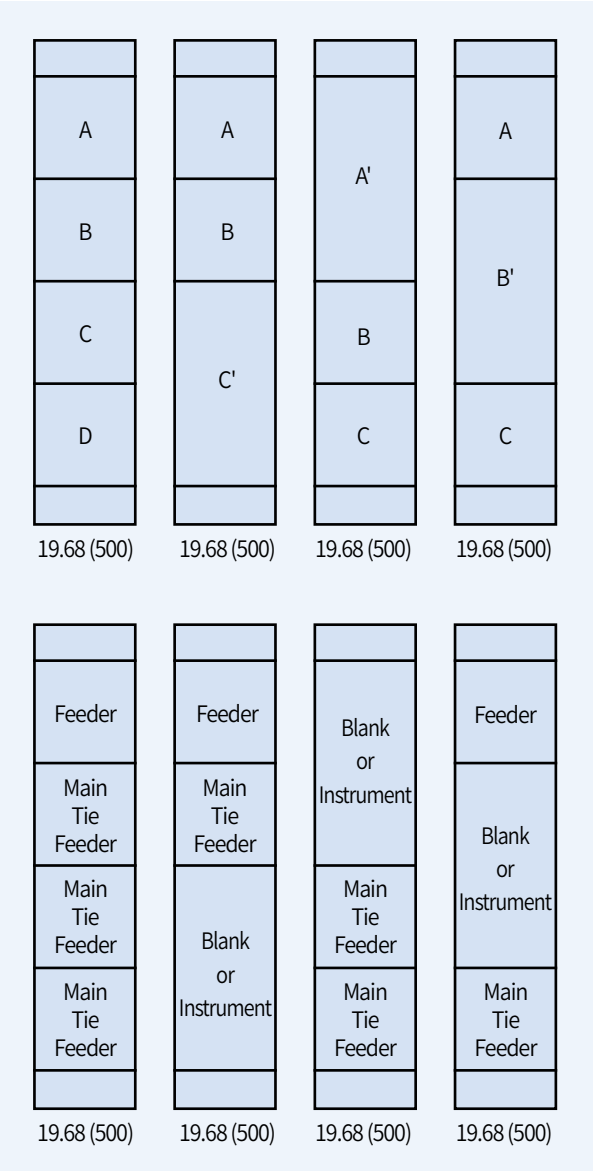 A
B
C
D
19.68 (500)
A
B
C'
19.68 (500)
A'
B
C
19.68 (500)
A
B'
C
19.68 (500)
Feeder
Main
Tie
Feeder
Main
Tie
Feeder
Main
Tie
Feeder
19.68 (500)
Feeder
Main
Tie
Feeder
Blank
or
Instrument
19.68 (500)
Blank
or
Instrument
Main
Tie
Feeder
Main
Tie
Feeder
19.68 (500)
Feeder
Blank
or
Instrument
Main
Tie
Feeder
19.68 (500)